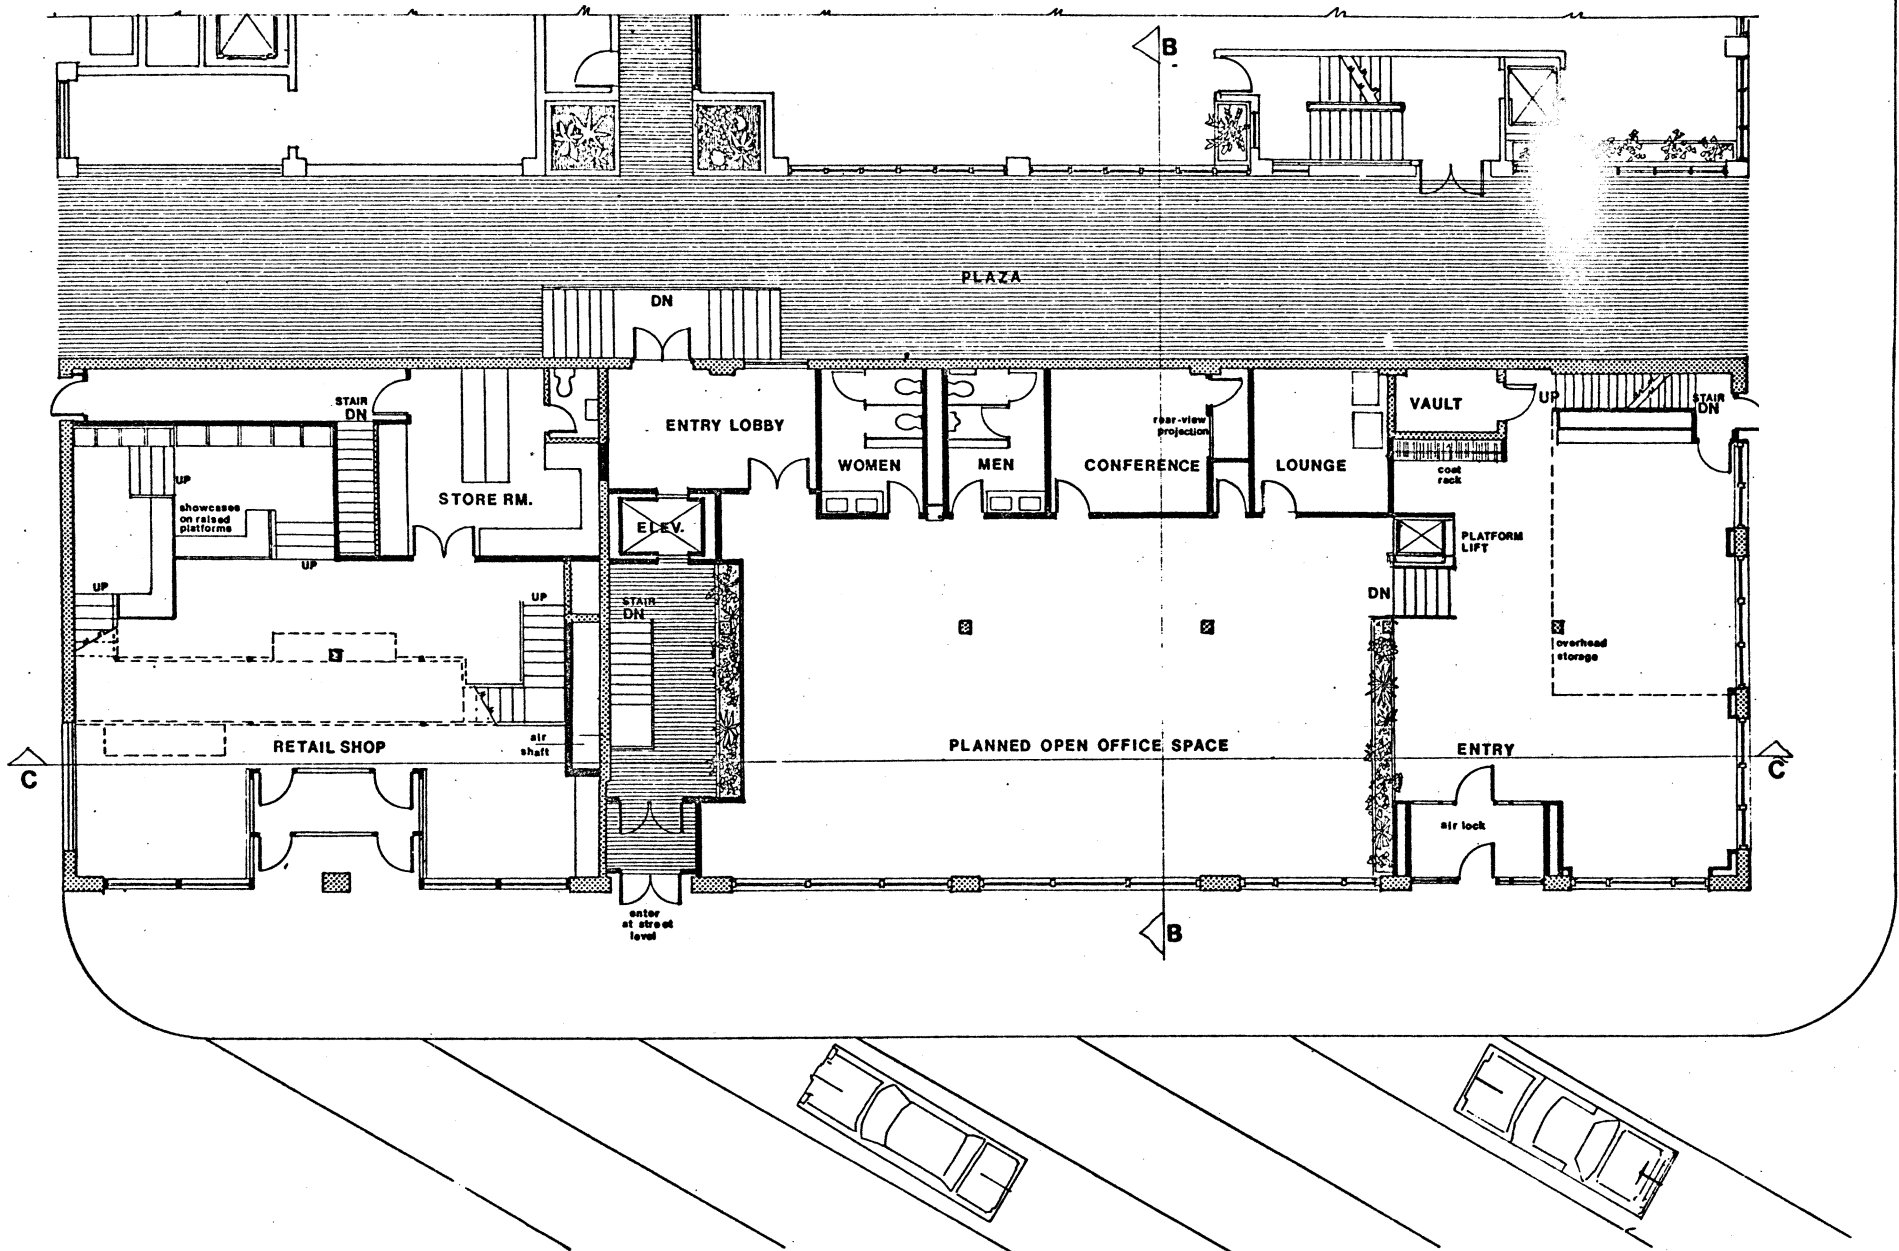 B
PLAZA
DN
STAIR
DN
ENTRY LOBBY
VAULT
UP
STAIR
DN
rear-view
projection
WOMEN
MEN
CONFERENCE
LOUNGE
coat
rack
UP
STORE RM.
showcases
on raised
platforms
ELEV.
PLATFORM
LIFT
UP
UP
UP
STAIR
DN
DN
overhead
storage
RETAIL SHOP
air
shaft
PLANNED OPEN OFFICE SPACE
ENTRY
C
C
air lock
enter
at street
level
B